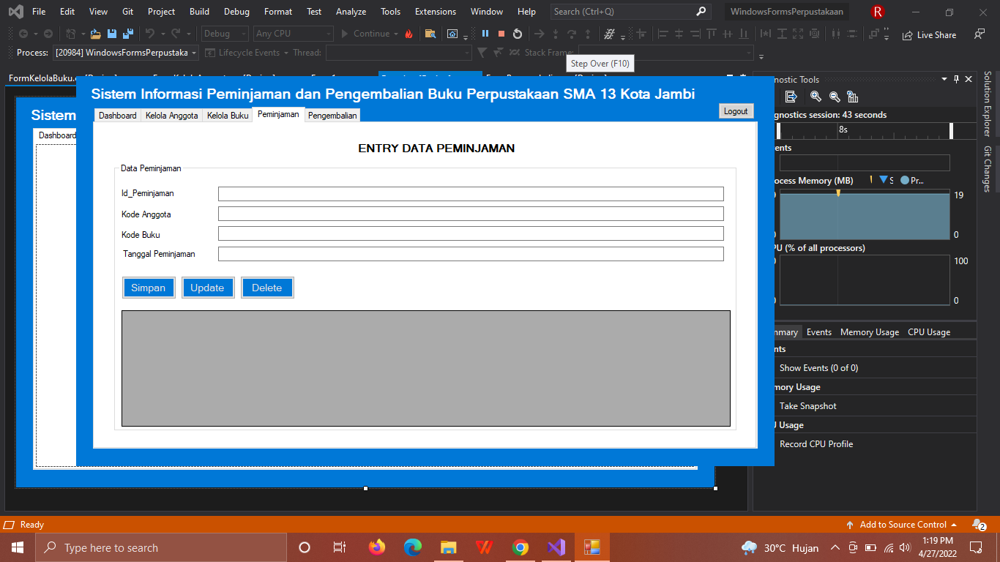 File Edit View Git Project Build Debug Format Test Analyze Tools Extensions Window Help Search (Ctrl+Q) WindowsFormsPerpustakaan R
Debug Any CPU Continue Live Share
Process: [20984] WindowsFormsPerpustaka Lifecycle Events Thread: Stack Frame:
Step Over (F10)
FormKelolaBuku.
Sistem Informasi Peminjaman dan Pengembalian Buku Perpustakaan SMA 13 Kota Jambi
Logout
Dashboard Kelola Anggota Kelola Buku Peminjaman Pengembalian
Sistem
Dashboard
ENTRY DATA PEMINJAMAN
Data Peminjaman
Id_Peminjaman
Kode Anggota
Kode Buku
Tanggal Peminjaman
Simpan Update Delete
nostic Tools
gnostics session: 43 seconds
8s
ents
ocess Memory (MB) S Pr...
19
0
U (% of all processors)
100
0
mmary Events Memory Usage CPU Usage
nts
Show Events (0 of 0)
mory Usage
Take Snapshot
U Usage
Record CPU Profile
Solution Explorer
Git Changes
Ready Add to Source Control 2
Type here to search 30°C Hujan 1:19 PM
4/27/2022